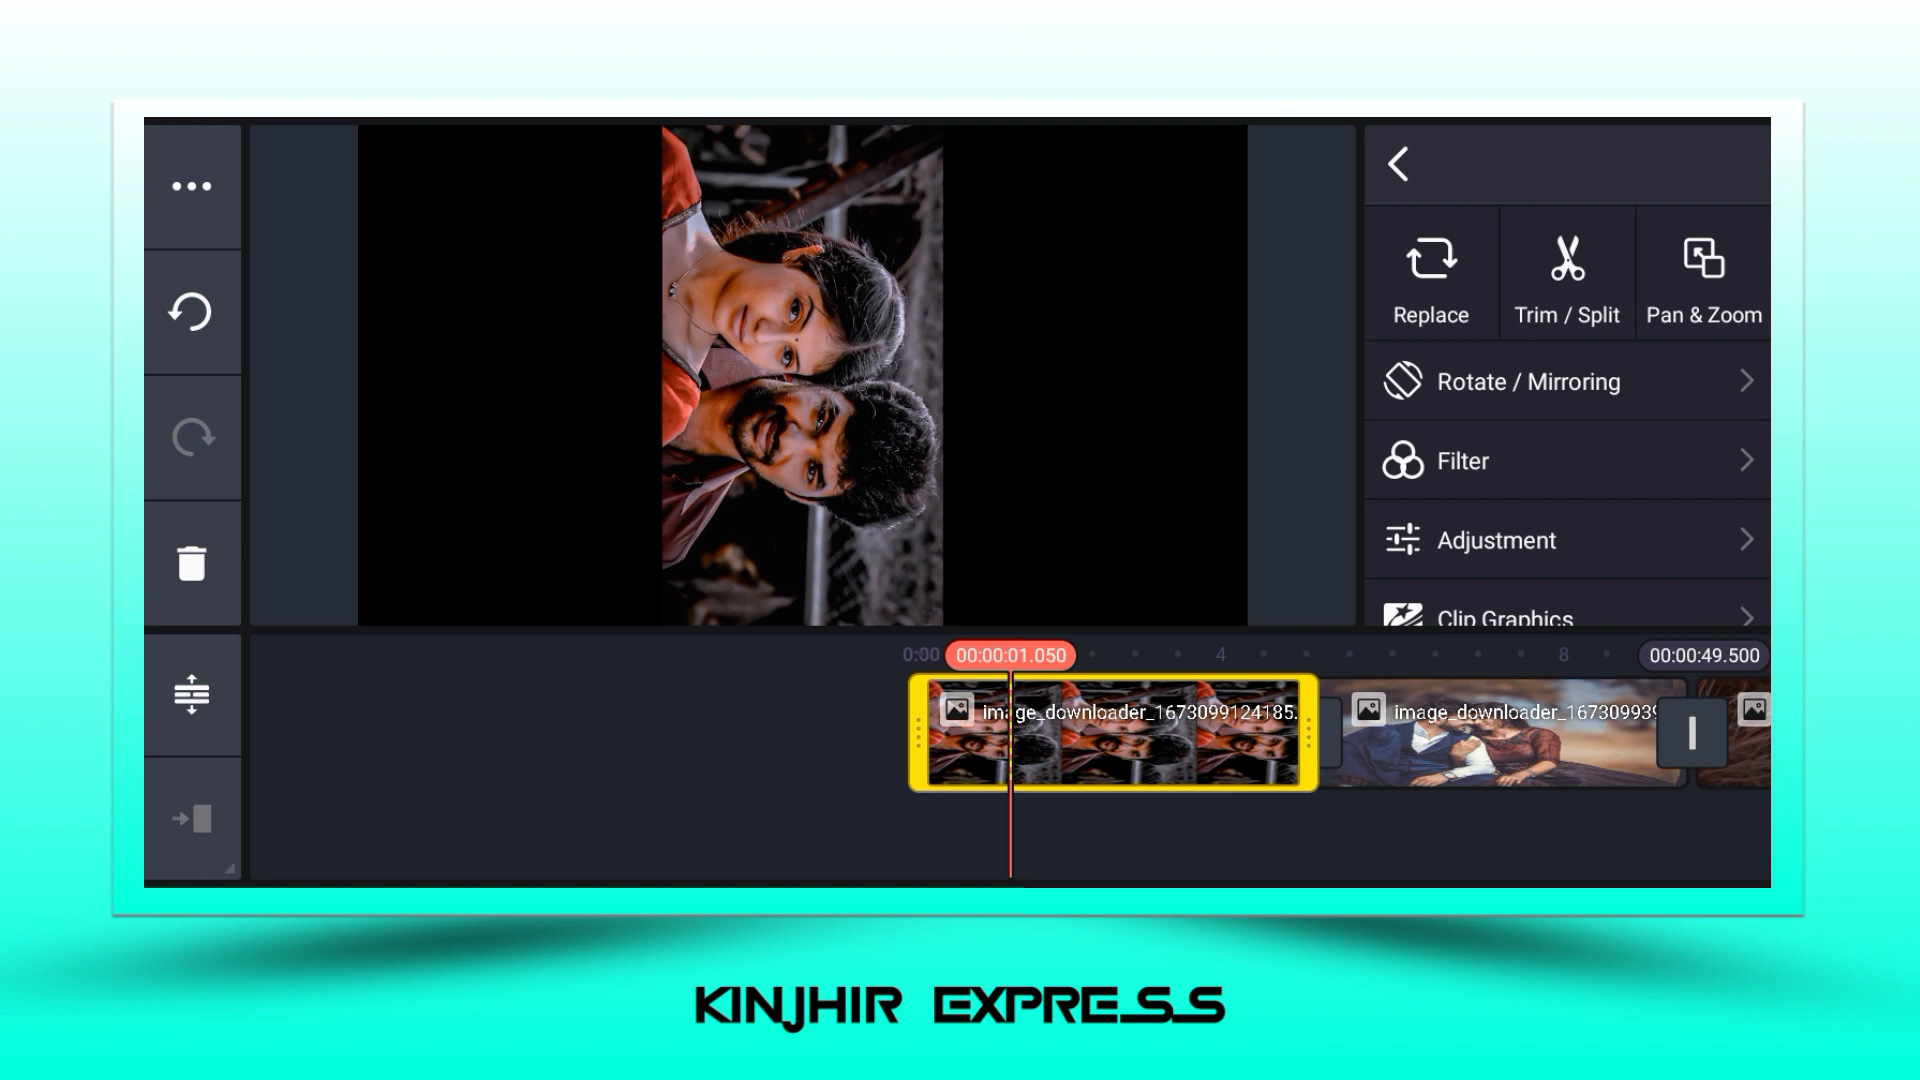 Replace
Trim / Split
Pan & Zoom
Rotate / Mirroring
Filter
Adjustment
Clip Graphics
0:00
00:00:01.050
4
8
00:00:49.500
image_downloader_1673099124185.
image_downloader_167309939
KINJHIR EXPRESS